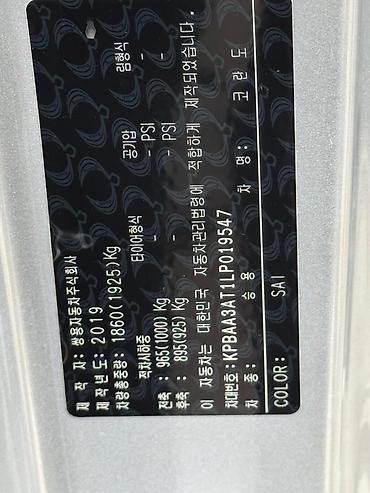 제 작 자: 쌍용자동차주식회사
제작년도: 2019
차량총중량: 1860(1925)Kg
적차시하중 타이어형식 공기압 림형식
전축: 965(1000) Kg - - PSI -
후축: 895(925) Kg - - PSI -
이 자동차는 대한민국 자동차관리법령에 적합하게 제작되었습니다.
차대번호: KPBAA3AT1LP019547
차 종: 승 용 차 명: 코 란 도
COLOR: SAI